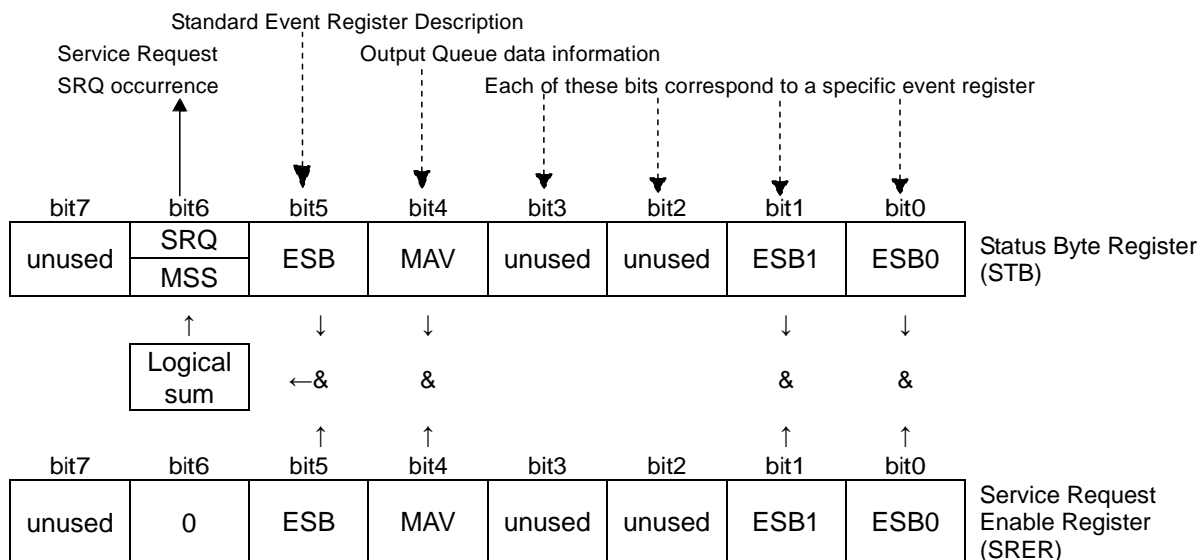 Standard Event Register Description
Service Request
SRQ occurrence
Output Queue data information
Each of these bits correspond to a specific event register
bit7 bit6 bit5 bit4 bit3 bit2 bit1 bit0
unused SRQ MSS ESB MAV unused unused ESB1 ESB0
Status Byte Register
(STB)
↑ ↓ ↓ ↓ ↓
Logical
sum
←& & & &
↑ ↑ ↑ ↑
bit7 bit6 bit5 bit4 bit3 bit2 bit1 bit0
unused 0 ESB MAV unused unused ESB1 ESB0
Service Request
Enable Register
(SRER)